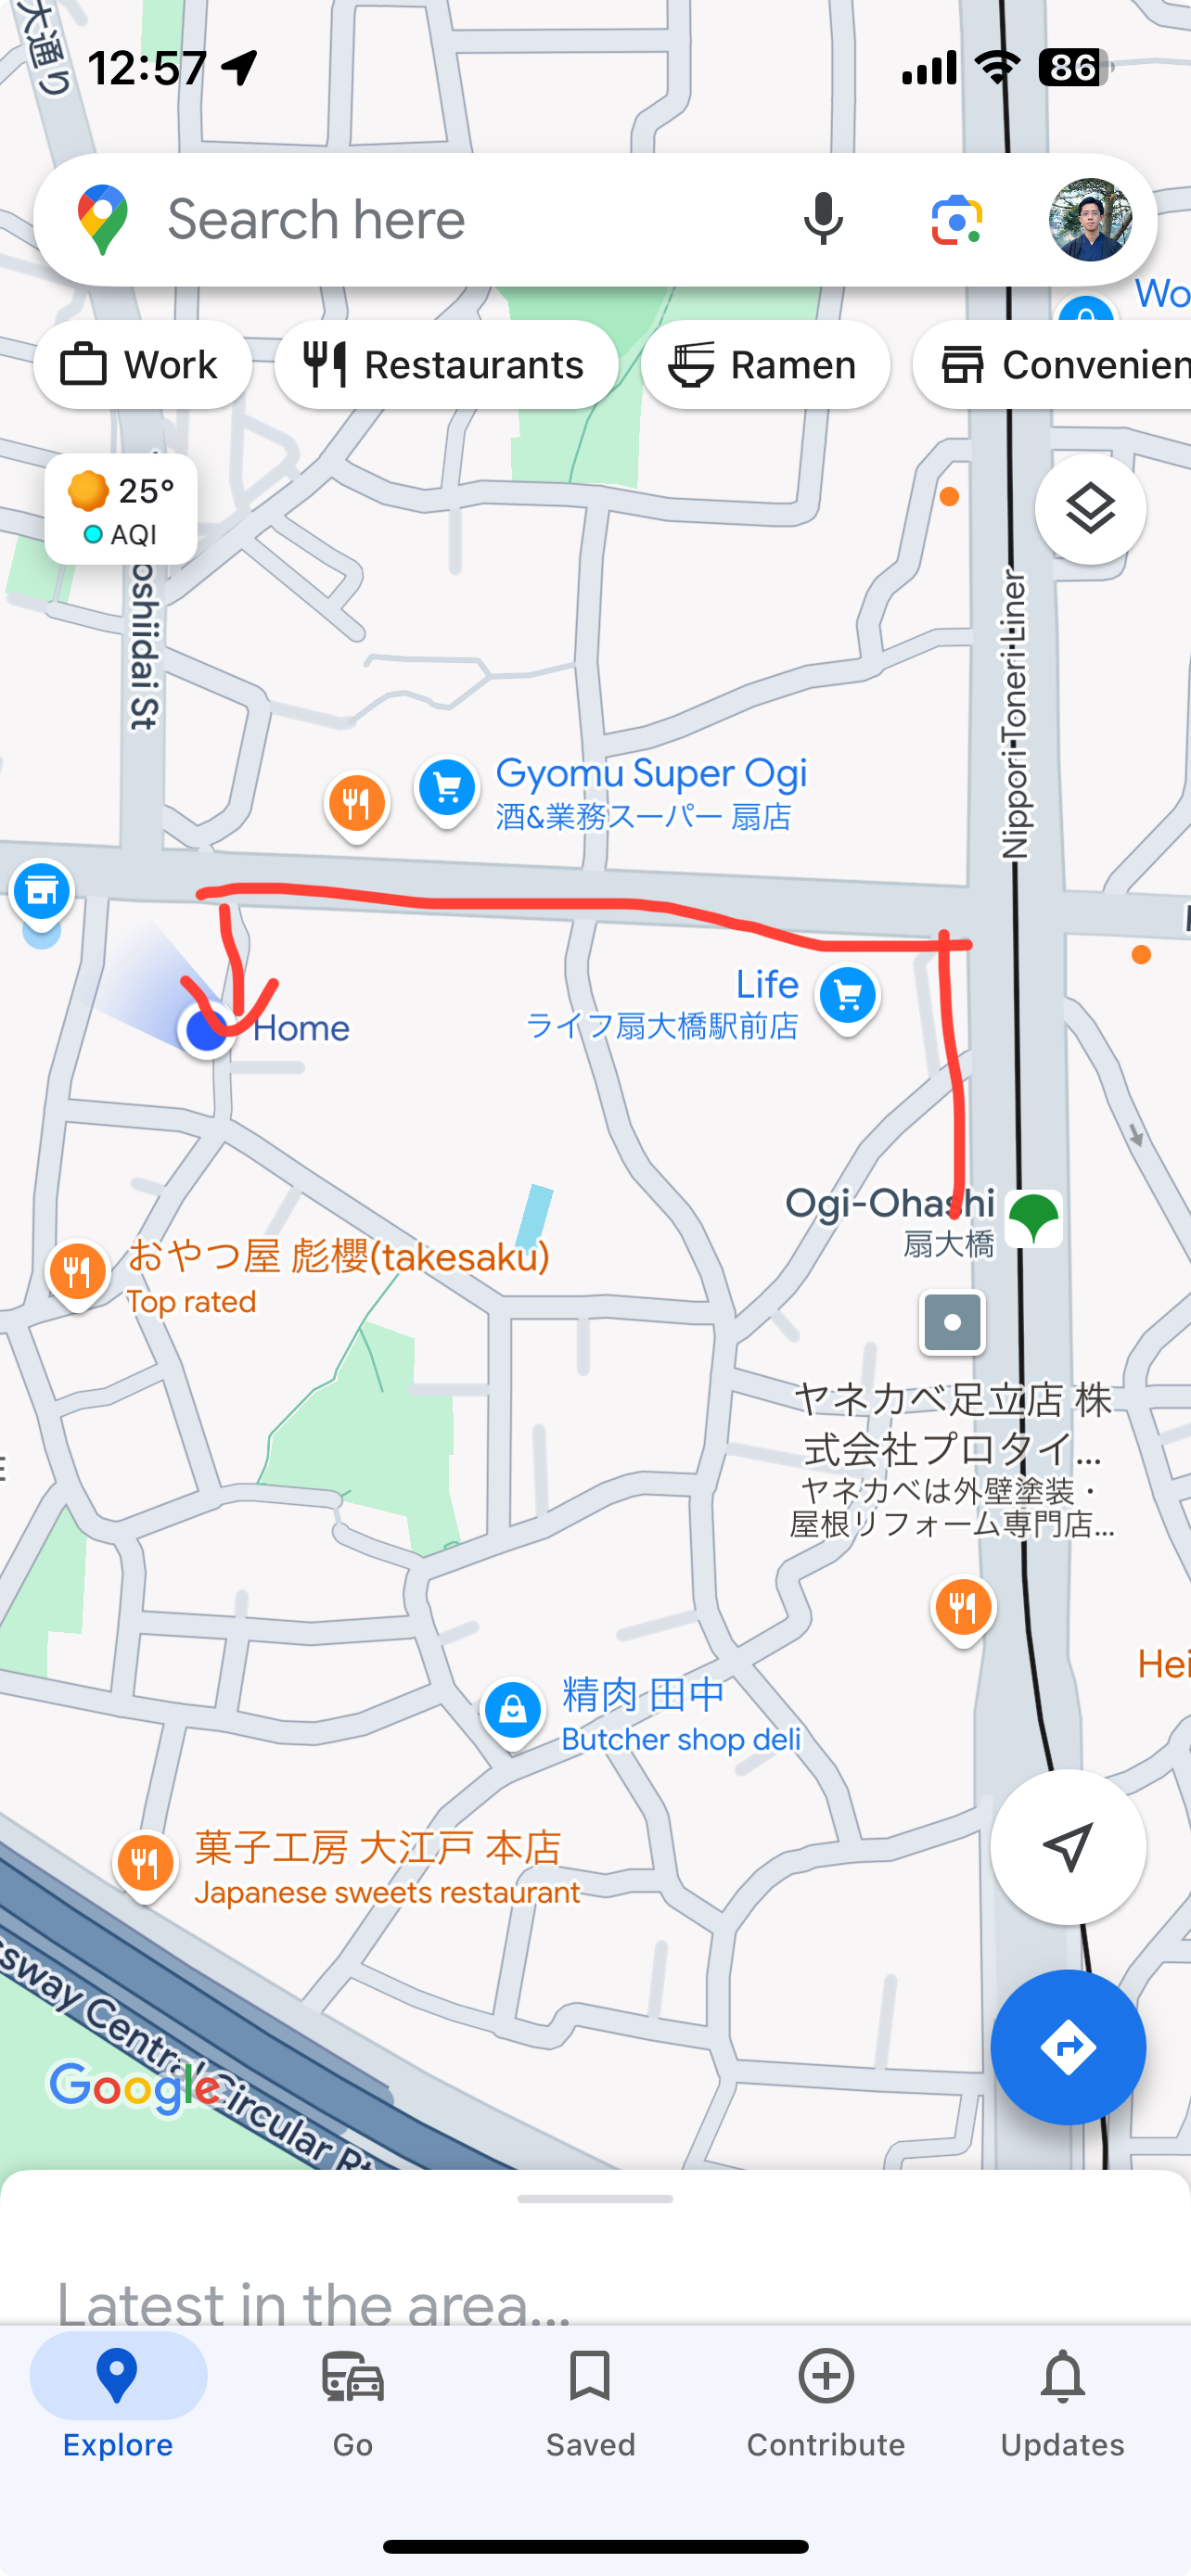 大通り
12:57
86
Search here
Wo
Work
Restaurants
Ramen
Convenien
25°
AQI
oshiidai St
Nippori-Toneri Liner
Gyomu Super Ogi
酒&業務スーパー 扇店
Life
ライフ扇大橋駅前店
Home
Ogi-Ohashi
扇大橋
おやつ屋 彪櫻(takesaku)
Top rated
ヤネカベ足立店 株
式会社プロタイ...
ヤネカベは外壁塗装・
屋根リフォーム専門店...
Hei
精肉 田中
Butcher shop deli
菓子工房 大江戸 本店
Japanese sweets restaurant
ssway Central Circular Rt
Google
Latest in the area...
Explore
Go
Saved
Contribute
Updates